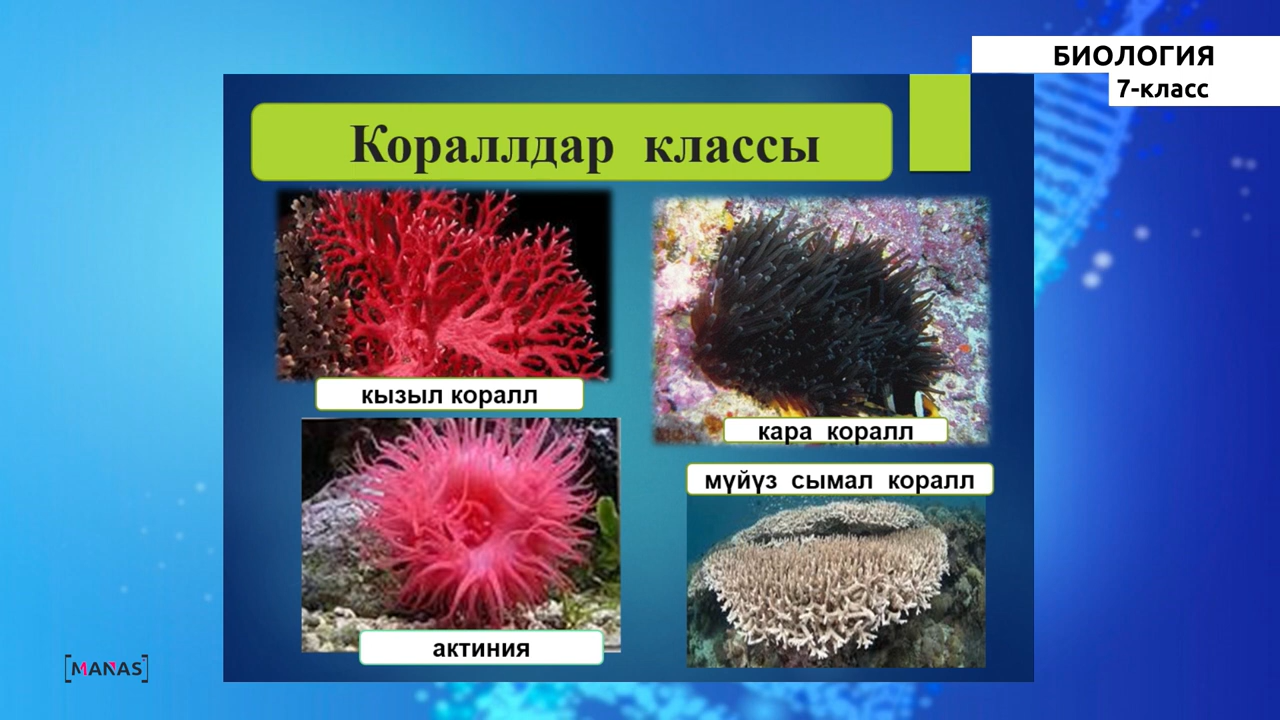 БИОЛОГИЯ
7-класс
Кораллдар классы
кызыл коралл
кара коралл
мүйүз сымал коралл
актиния
[MANAS]